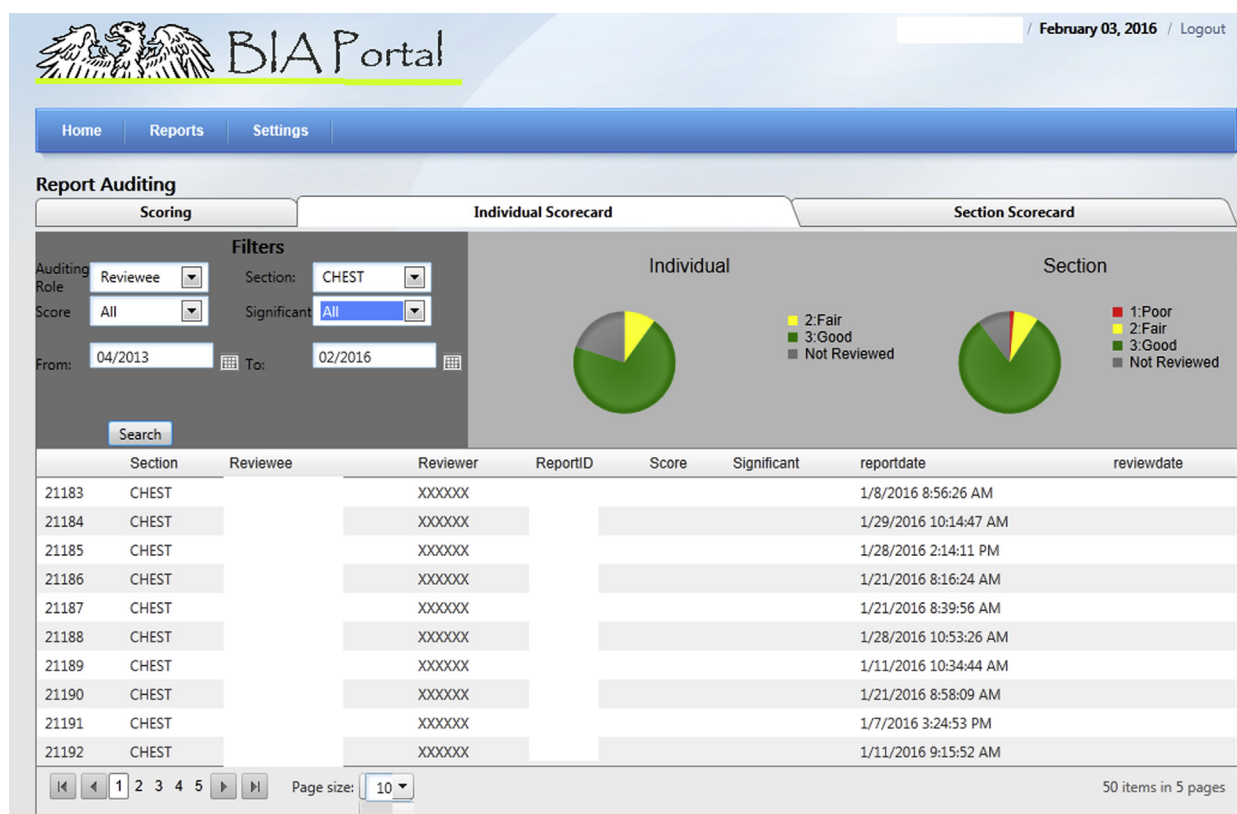 BIA Portal
/ February 03, 2016 / Logout
Home Reports Settings
Report Auditing
Scoring Individual Scorecard Section Scorecard
Filters
Auditing Role Reviewee Section: CHEST
Score All Significant All
From: 04/2013 To: 02/2016
Search
Individual
2:Fair
3:Good
Not Reviewed
Section
1:Poor
2:Fair
3:Good
Not Reviewed
Section Reviewee Reviewer ReportID Score Significant reportdate reviewdate
21183 CHEST XXXXXX 1/8/2016 8:56:26 AM
21184 CHEST XXXXXX 1/29/2016 10:14:47 AM
21185 CHEST XXXXXX 1/28/2016 2:14:11 PM
21186 CHEST XXXXXX 1/21/2016 8:16:24 AM
21187 CHEST XXXXXX 1/21/2016 8:39:56 AM
21188 CHEST XXXXXX 1/28/2016 10:53:26 AM
21189 CHEST XXXXXX 1/11/2016 10:34:44 AM
21190 CHEST XXXXXX 1/21/2016 8:58:09 AM
21191 CHEST XXXXXX 1/7/2016 3:24:53 PM
21192 CHEST XXXXXX 1/11/2016 9:15:52 AM
1 2 3 4 5 Page size: 10 50 items in 5 pages